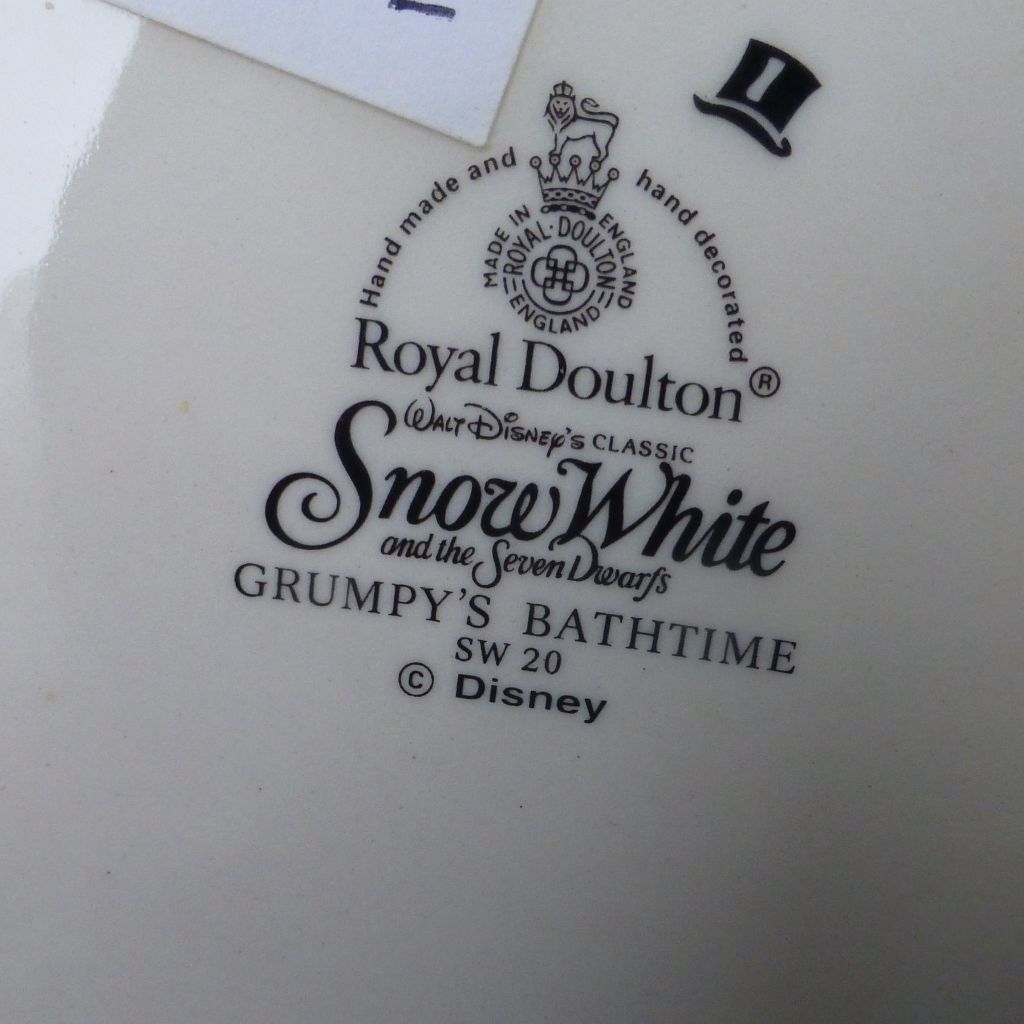 Hand made and hand decorated
MADE IN ENGLAND
ROYAL·DOULTON
ENGLAND
Royal Doulton®
WALT DISNEY'S CLASSIC
Snow White
and the Seven Dwarfs
GRUMPY'S BATHTIME
SW 20
© Disney